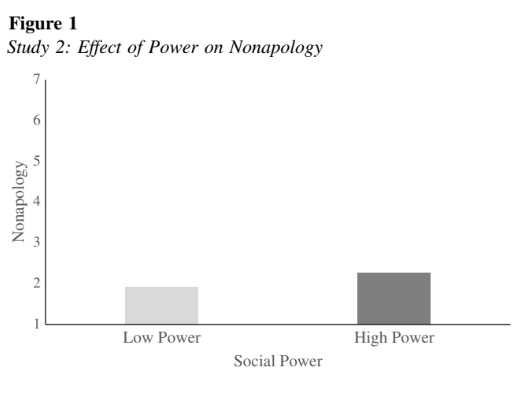 Figure 1
Study 2: Effect of Power on Nonapology
7
6
5
4
3
2
1
Nonapology
Low Power High Power
Social Power